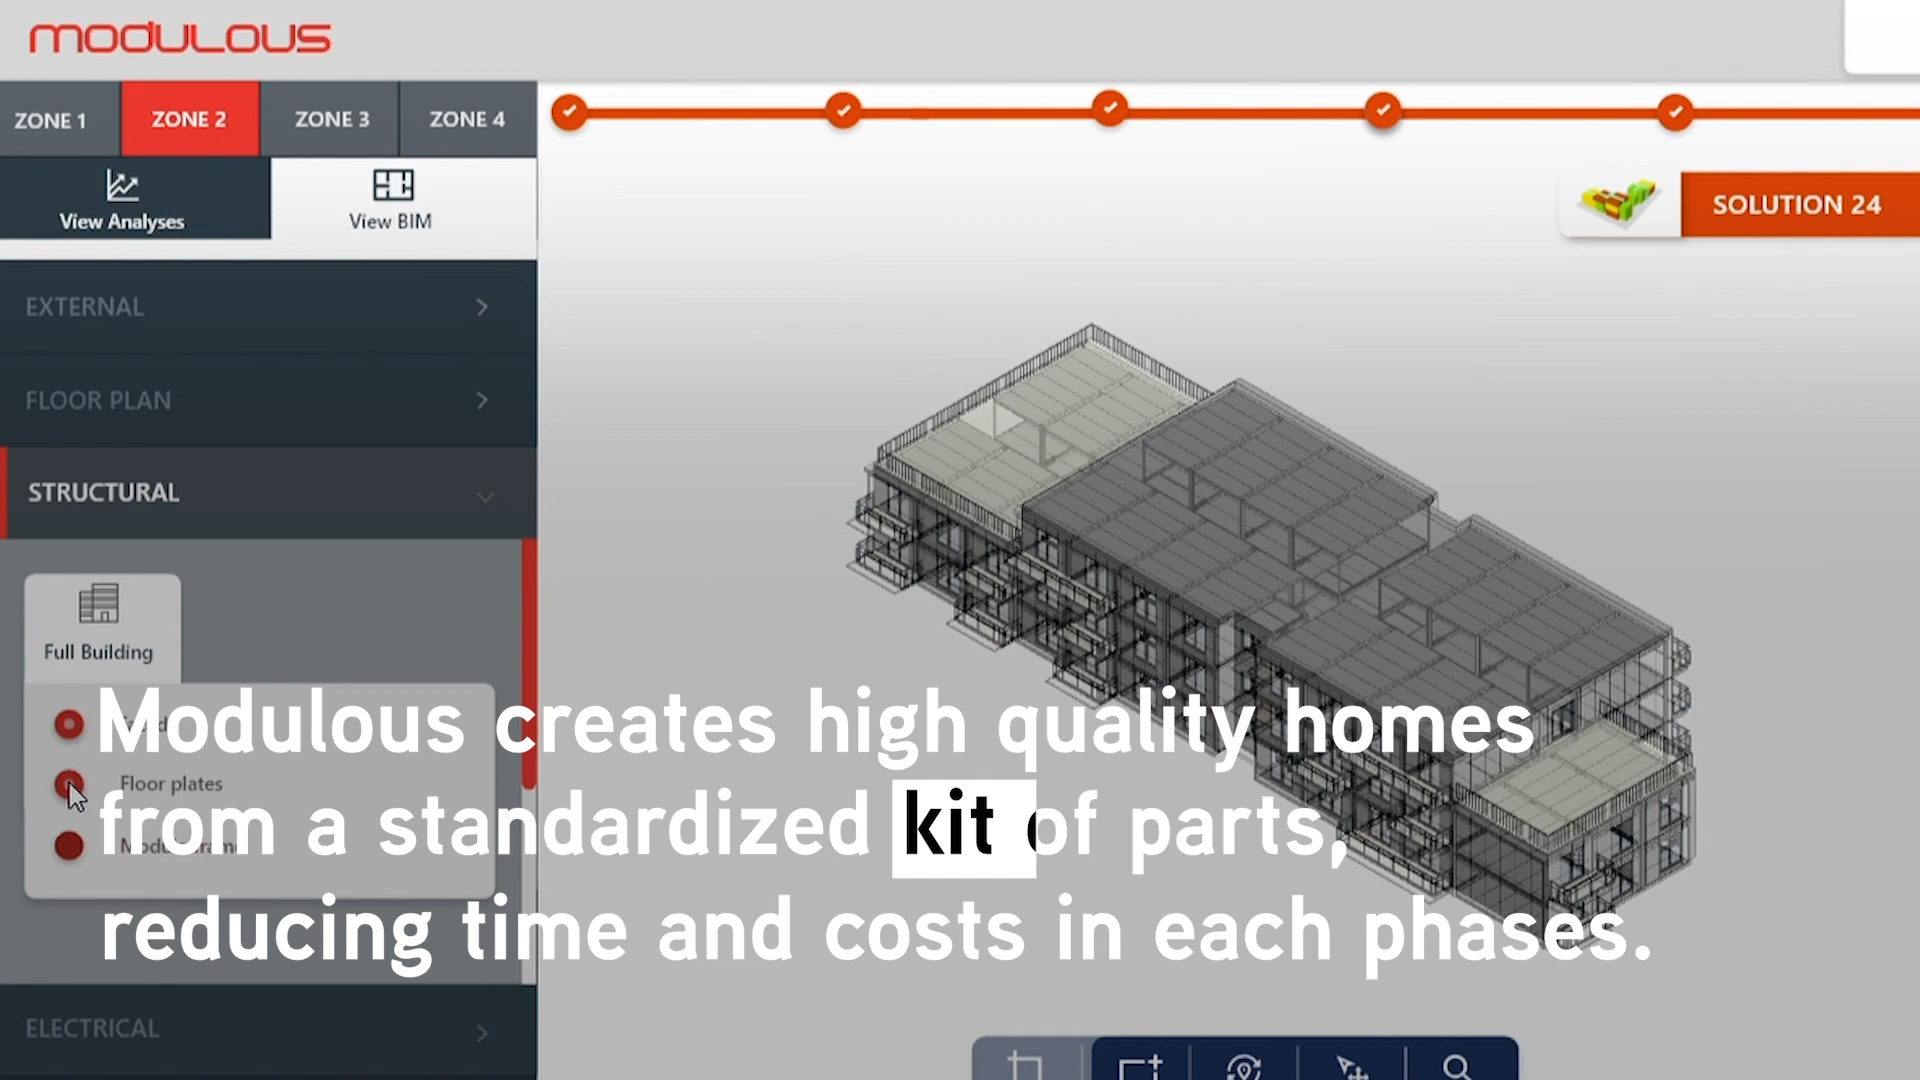 MODULOUS
ZONE 1
ZONE 2
ZONE 3
ZONE 4
View Analyses
View BIM
SOLUTION 24
EXTERNAL
FLOOR PLAN
STRUCTURAL
Full Building
Floor plates
Modulous creates high quality homes
from a standardized kit of parts,
reducing time and costs in each phases.
ELECTRICAL